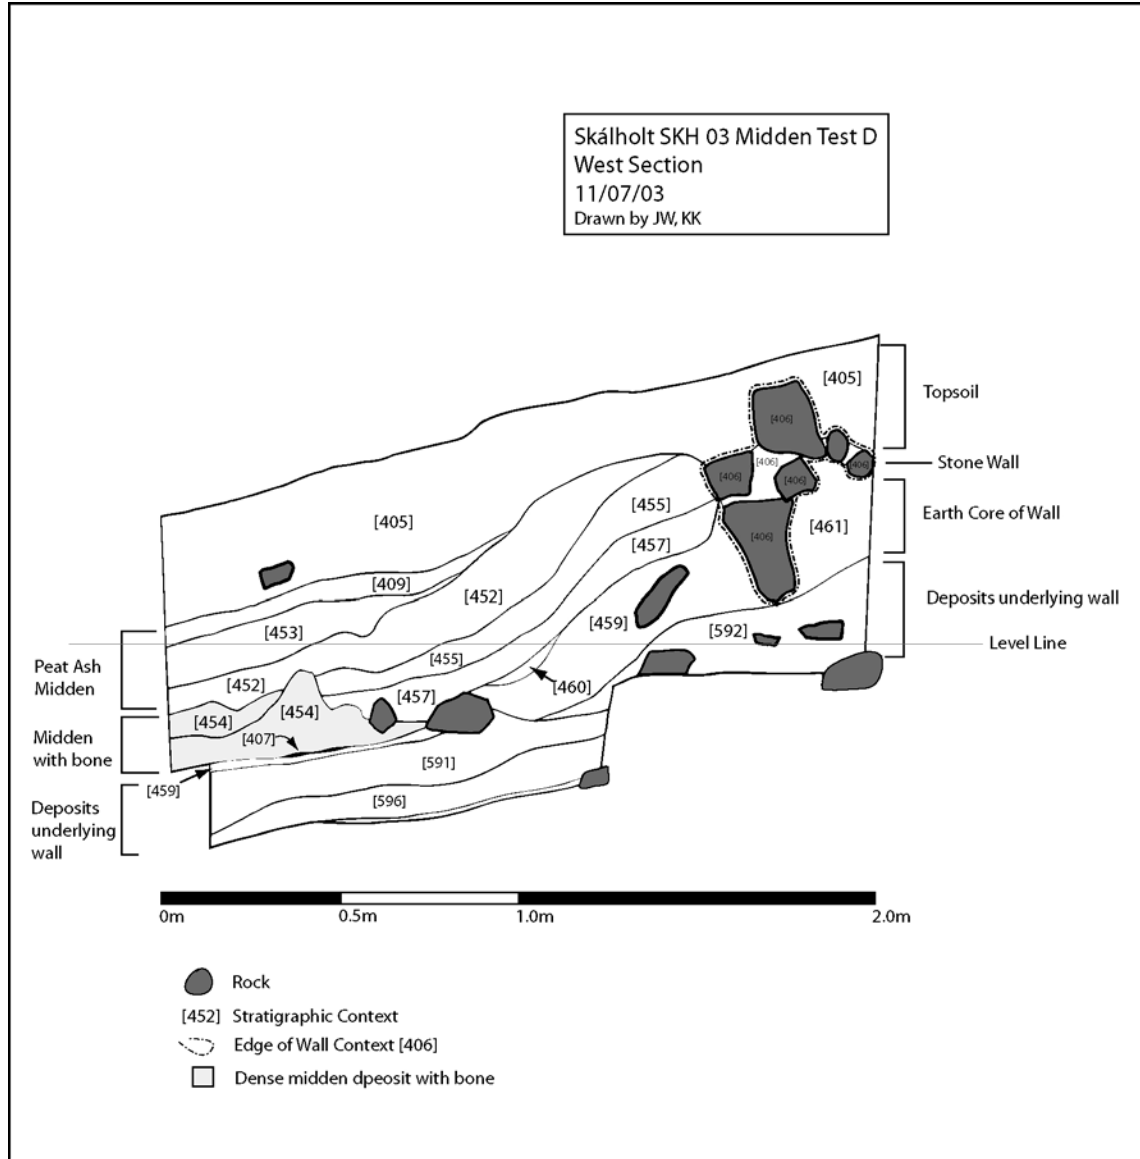 Skálholt SKH 03 Midden Test D
West Section
11/07/03
Drawn by JW, KK
[405]
Topsoil
[406]
[406]
[406]
[406]
[406]
Stone Wall
[455]
[405]
[406]
[461]
Earth Core of Wall
[457]
[409]
[452]
[459]
[592]
Deposits underlying wall
[453]
Level Line
Peat Ash
Midden
[455]
[452]
[457]
[460]
[454]
[454]
[407]
Midden
with bone
[591]
[459]
[596]
Deposits
underlying
wall
0m
0.5m
1.0m
2.0m
Rock
[452] Stratigraphic Context
Edge of Wall Context [406]
Dense midden dpeosit with bone